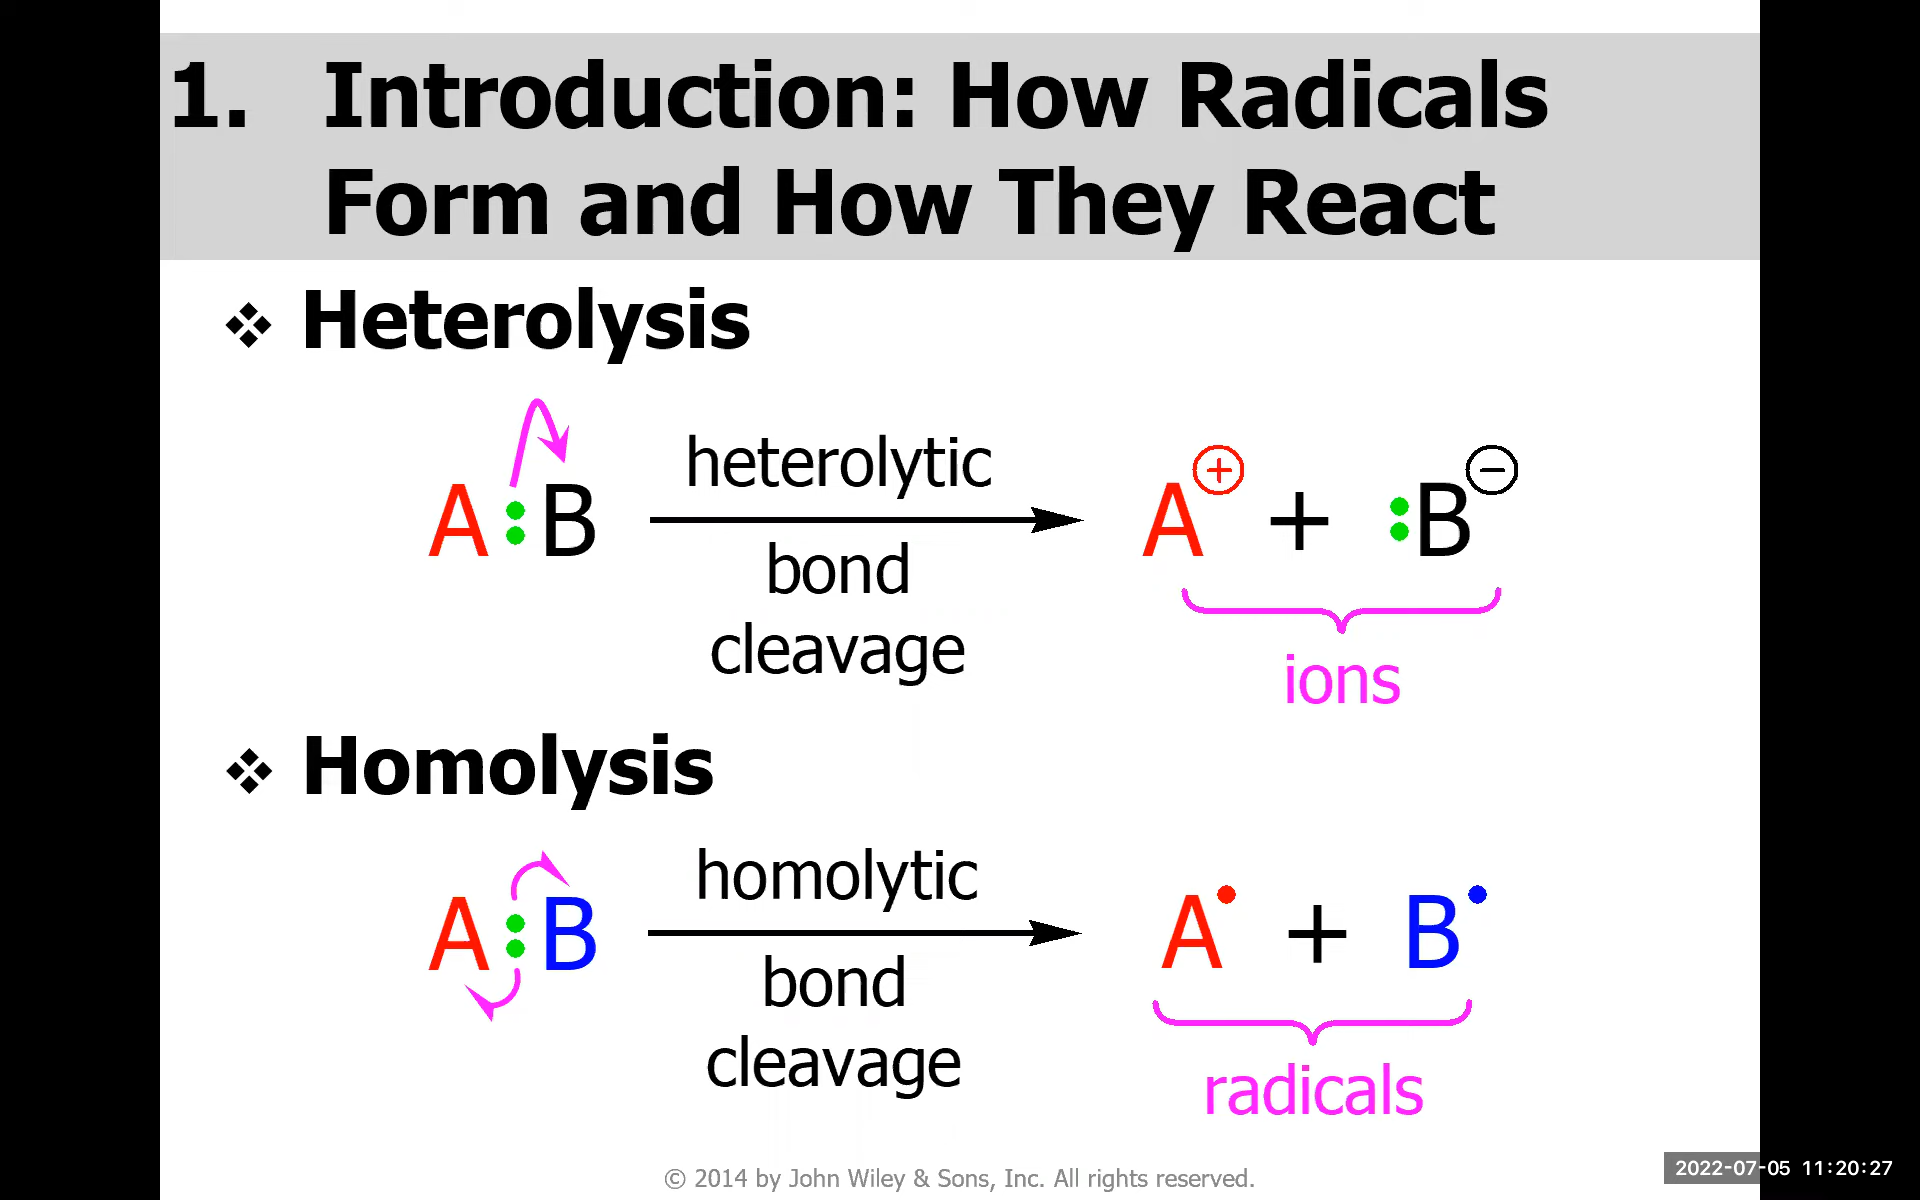 1. Introduction: How Radicals
Form and How They React
❖ Heterolysis
A:B
heterolytic
bond
cleavage
A⊕ + :B⊖
ions
❖ Homolysis
A:B
homolytic
bond
cleavage
A• + B•
radicals
© 2014 by John Wiley & Sons, Inc. All rights reserved.
2022-07-05 11:20:27